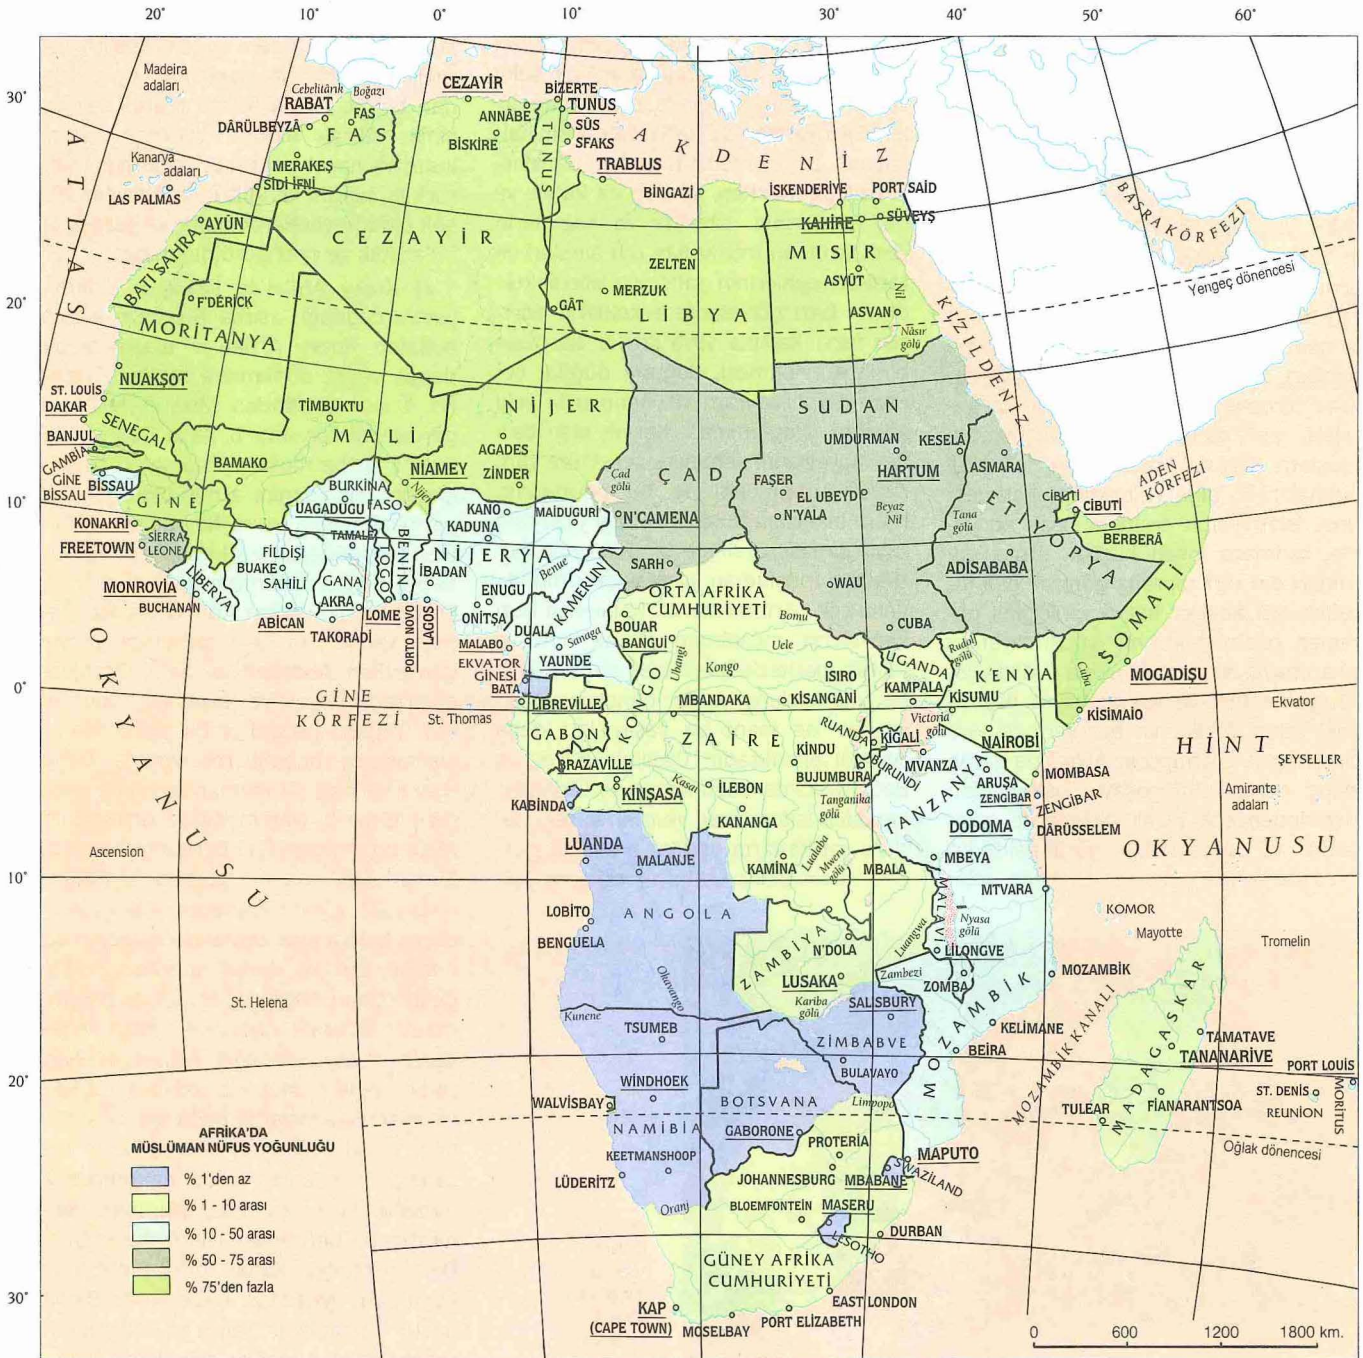 20° 10° 0° 10° 30° 40° 50° 60°
30°
20°
10°
0°
10°
20°
30°
ATLAS
OKYANUSU
Madeira
adaları
Kanarya
adaları
LAS PALMAS
Cebelitârık Boğazı
RABAT
FAS
DÂRÜLBEYZÂ
FAS
MERAKEŞ
SİDİ İFNİ
CEZAYİR
ANNÂBE
BİSKİRE
BİZERTE
TUNUS
TUNUS
SÛS
SFAKS
AKDENİZ
TRABLUS
BİNGAZİ
İSKENDERİYE
PORT SAİD
KAHİRE
SÜVEYŞ
BASRA KÖRFEZİ
AYÛN
BATI SAHRA
CEZAYİR
ZELTEN
MERZUK
GÂT
LİBYA
MISIR
ASYÛT
Nil
ASVAN
Nâsır
gölü
KIZILDENİZ
Yengeç dönencesi
F'DÉRİCK
MORİTANYA
NUAKŞOT
ST. LOUİS
DAKAR
SENEGAL
BANJUL
GAMBİA
GİNE
BİSSAU
BİSSAU
TİMBUKTU
MALİ
BAMAKO
NİJER
AGADES
NİAMEY
ZİNDER
Nijer
Çad
gölü
ÇAD
N'CAMENA
SARH
SUDAN
UMDURMAN
KESELÂ
HARTUM
ASMARA
FAŞER
EL UBEYD
N'YALA
Beyaz
Nil
Tana
gölü
WAU
CUBA
ADEN
KÖRFEZİ
CİBUTİ
CİBUTİ
BERBERÂ
ETİYOPYA
ADİSABABA
SOMALİ
MOGADİŞU
KİSİMAİO
Cuba
GİNE
KONAKRİ
FREETOWN
SİERRA
LEONE
MONROVİA
LİBERYA
BUCHANAN
BURKİNA
FASO
UAGADUGU
FİLDİŞİ
BUAKE
SAHİLİ
ABİCAN
TAMALE
GANA
AKRA
TAKORADİ
TOGO
LOME
BENİN
PORTO NOVO
LAGOS
KANO
KADUNA
MAİDUGURİ
NİJERYA
İBADAN
Benue
ENUGU
ONİTŞA
KAMERUN
DUALA
Sanaga
YAUNDE
MALABO
EKVATOR
GİNESİ
BATA
LIBREVİLLE
GABON
St. Thomas
GİNE
KÖRFEZİ
ORTA AFRİKA
CUMHURİYETİ
BOUAR
BANGUİ
Bomu
Uele
Ubangi
Kongo
KONGO
ISIRO
KİSANGANİ
MBANDAKA
ZAİRE
BRAZAVİLLE
KİNŞASA
Kasai
İLEBON
KANANGA
KİNDU
KABİNDA
KAMİNA
Lualaba
Mweru
gölü
UGANDA
KAMPALA
Rudolf
gölü
KENYA
KİSUMU
Victoria
gölü
NAİROBİ
RUANDA
KİGALİ
BURUNDİ
BUJUMBURA
MVANZA
ARUŞA
Tanganika
gölü
TANZANYA
MOMBASA
ZENGİBAR
ZENGİBAR
DODOMA
DÂRÜSSELEM
MBEYA
MTVARA
Ekvator
HİNT
OKYANUSU
ŞEYSELLER
Amirante
adaları
Ascension
St. Helena
LUANDA
MALANJE
ANGOLA
LOBİTO
BENGUELA
Okavango
Kunene
MBALA
ZAMBİYA
N'DOLA
LUSAKA
Luangwa
Kariba
gölü
Zambezi
MALAVİ
Nyasa
gölü
LİLONGVE
ZOMBA
MOZAMBİK
MOZAMBİK
KELİMANE
BEİRA
MOZAMBİK KANALI
KOMOR
Mayotte
Tromelin
MADAGASKAR
TAMATAVE
TANANARİVE
FİANARANTSOA
TULEAR
PORT LOUİS
ST. DENİS
REUNİON
Moritus
Oğlak dönencesi
SALISBURY
ZİMBABVE
BULAVAYO
Limpopo
TSUMEB
WİNDHOEK
WALVİSBAY
NAMİBİA
KEETMANSHOOP
LÜDERİTZ
BOTSVANA
GABORONE
PROTERİA
JOHANNESBURG
MAPUTO
MBABANE
SWAZİLAND
Oranj
BLOEMFONTEİN
MASERU
LESOTHO
DURBAN
GÜNEY AFRİKA
CUMHURİYETİ
KAP
(CAPE TOWN)
MOSELBAY
PORT ELİZABETH
EAST LONDON
AFRİKA'DA
MÜSLÜMAN NÜFUS YOĞUNLUĞU
% 1'den az
% 1 - 10 arası
% 10 - 50 arası
% 50 - 75 arası
% 75'den fazla
0 600 1200 1800 km.